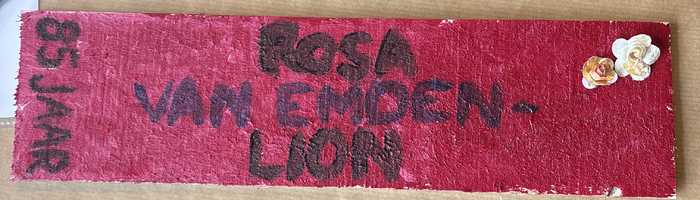 85 JAAR
ROSA
VAN EMDEN-
LION